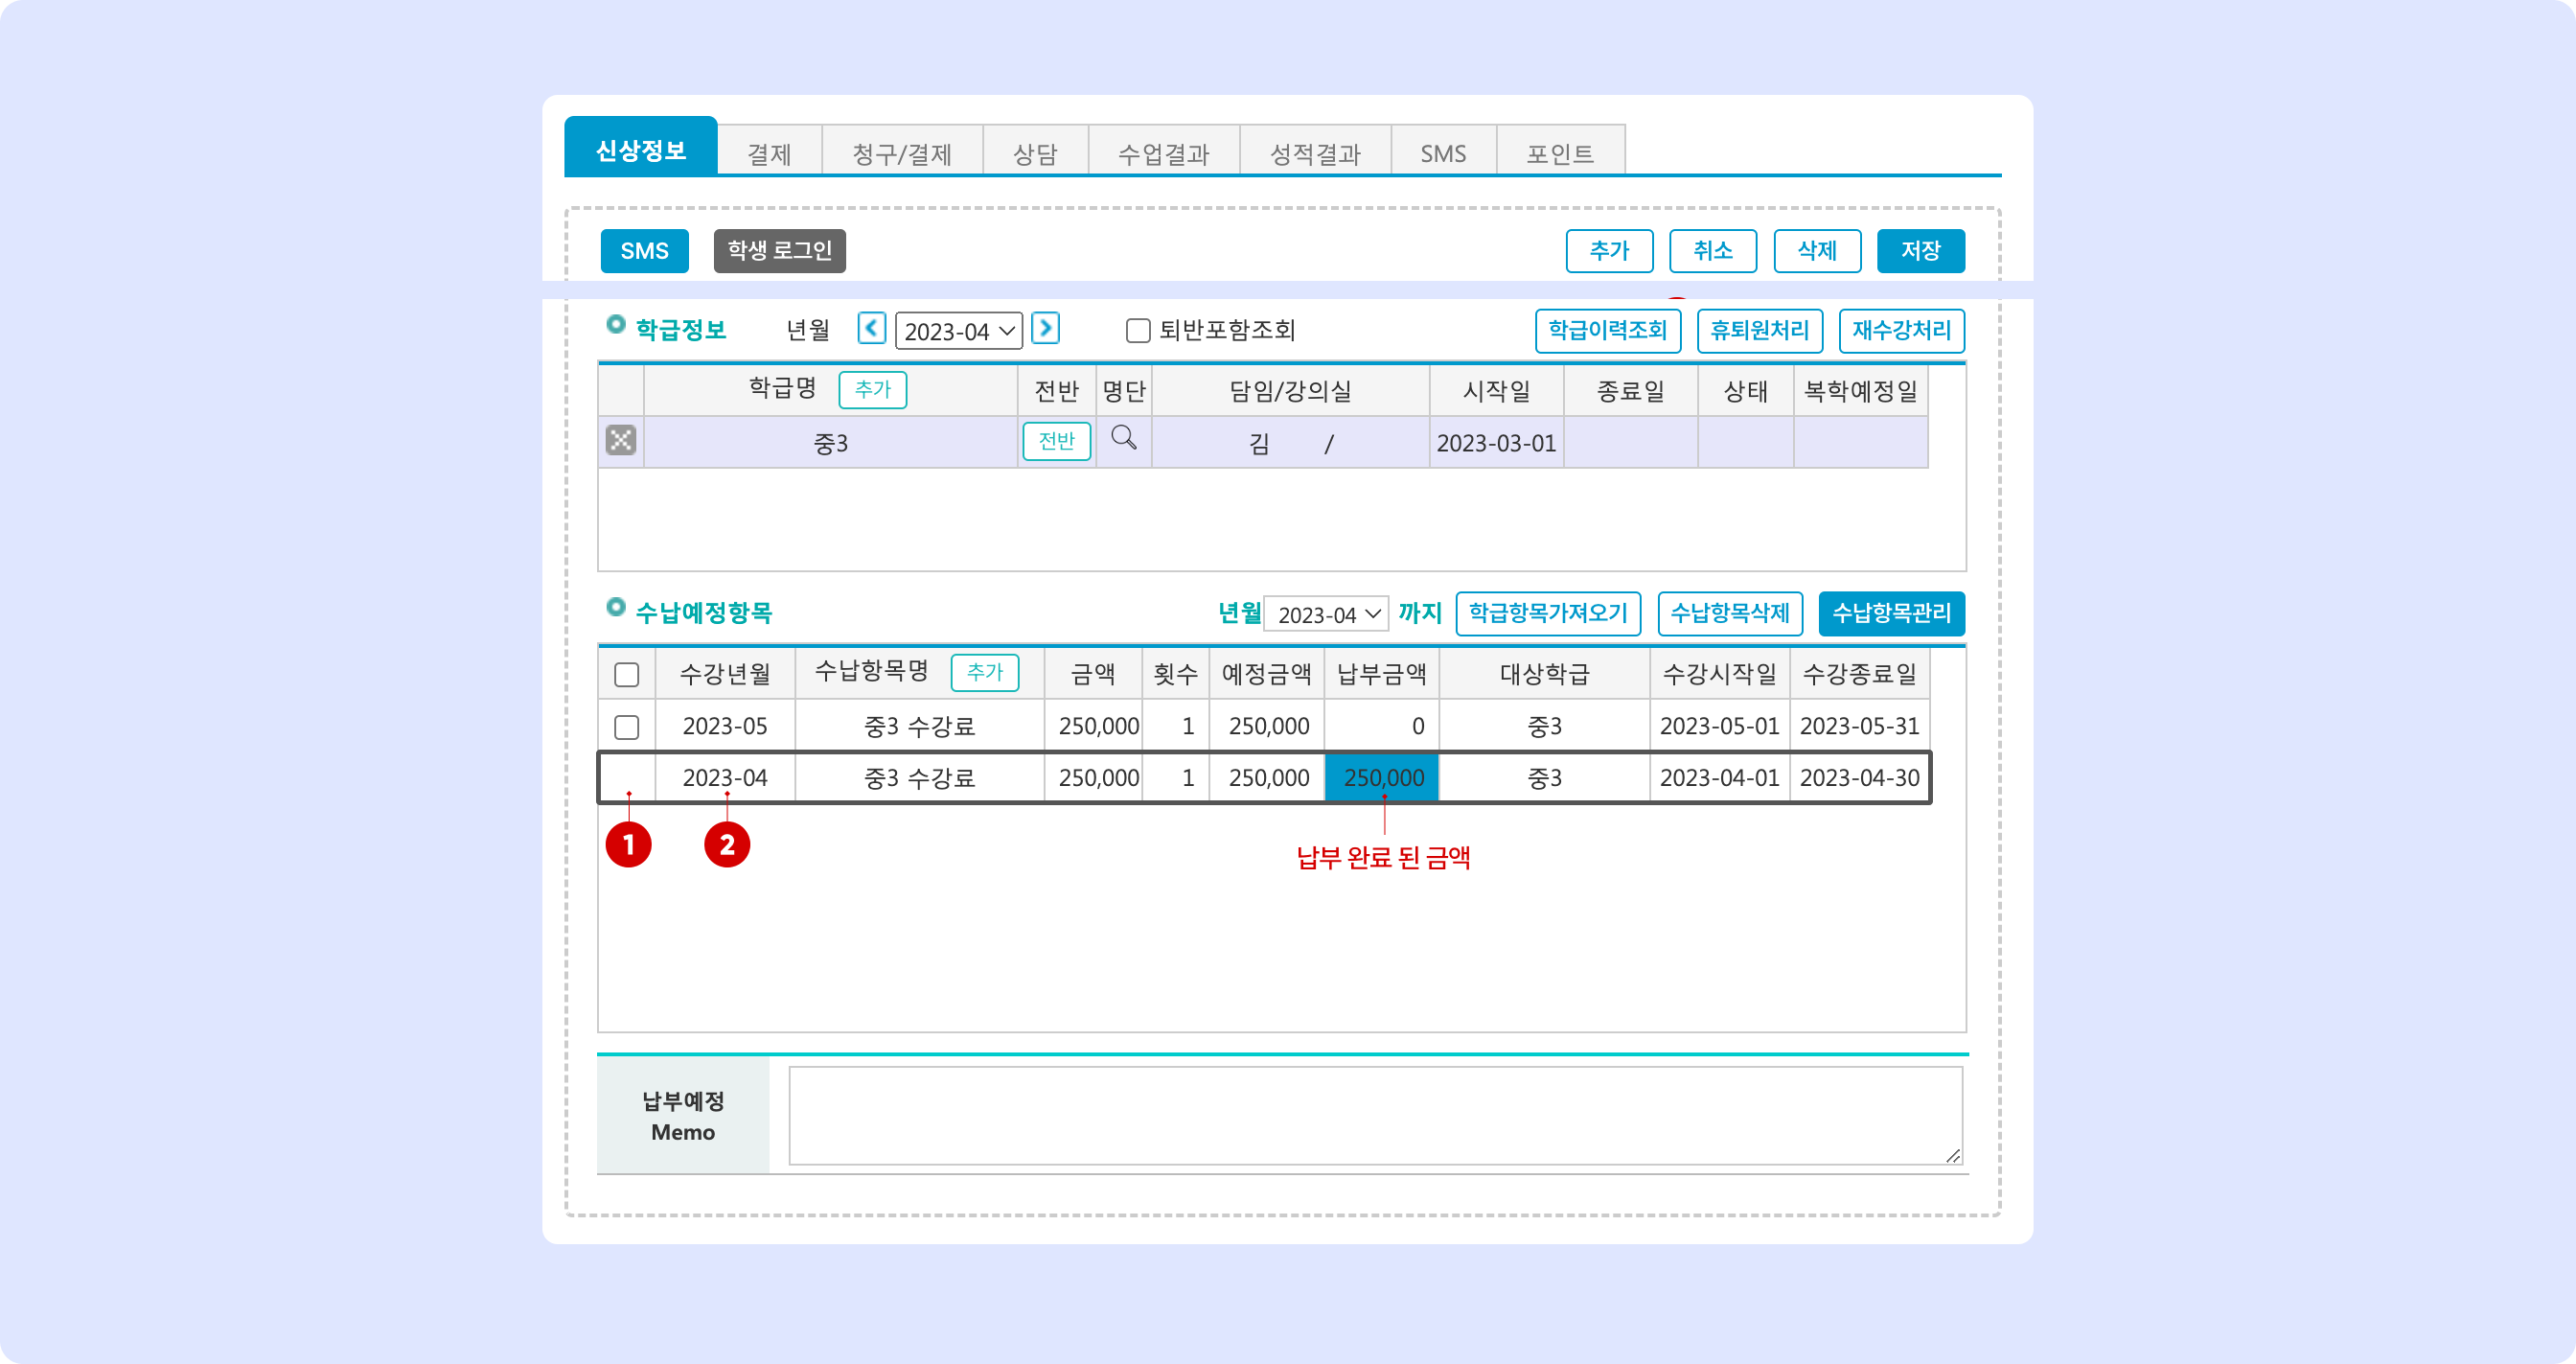 신상정보 결제 청구/결제 상담 수업결과 성적결과 SMS 포인트
SMS 학생 로그인 추가 취소 삭제 저장
학급정보 년월 2023-04 퇴반포함조회 학급이력조회 휴퇴원처리 재수강처리
학급명 추가 전반 명단 담임/강의실 시작일 종료일 상태 복학예정일
중3 전반 김 / 2023-03-01
수납예정항목 년월 2023-04 까지 학급항목가져오기 수납항목삭제 수납항목관리
수강년월 수납항목명 추가 금액 횟수 예정금액 납부금액 대상학급 수강시작일 수강종료일
2023-05 중3 수강료 250,000 1 250,000 0 중3 2023-05-01 2023-05-31
2023-04 중3 수강료 250,000 1 250,000 250,000 중3 2023-04-01 2023-04-30
1 2 납부 완료 된 금액
납부예정
Memo